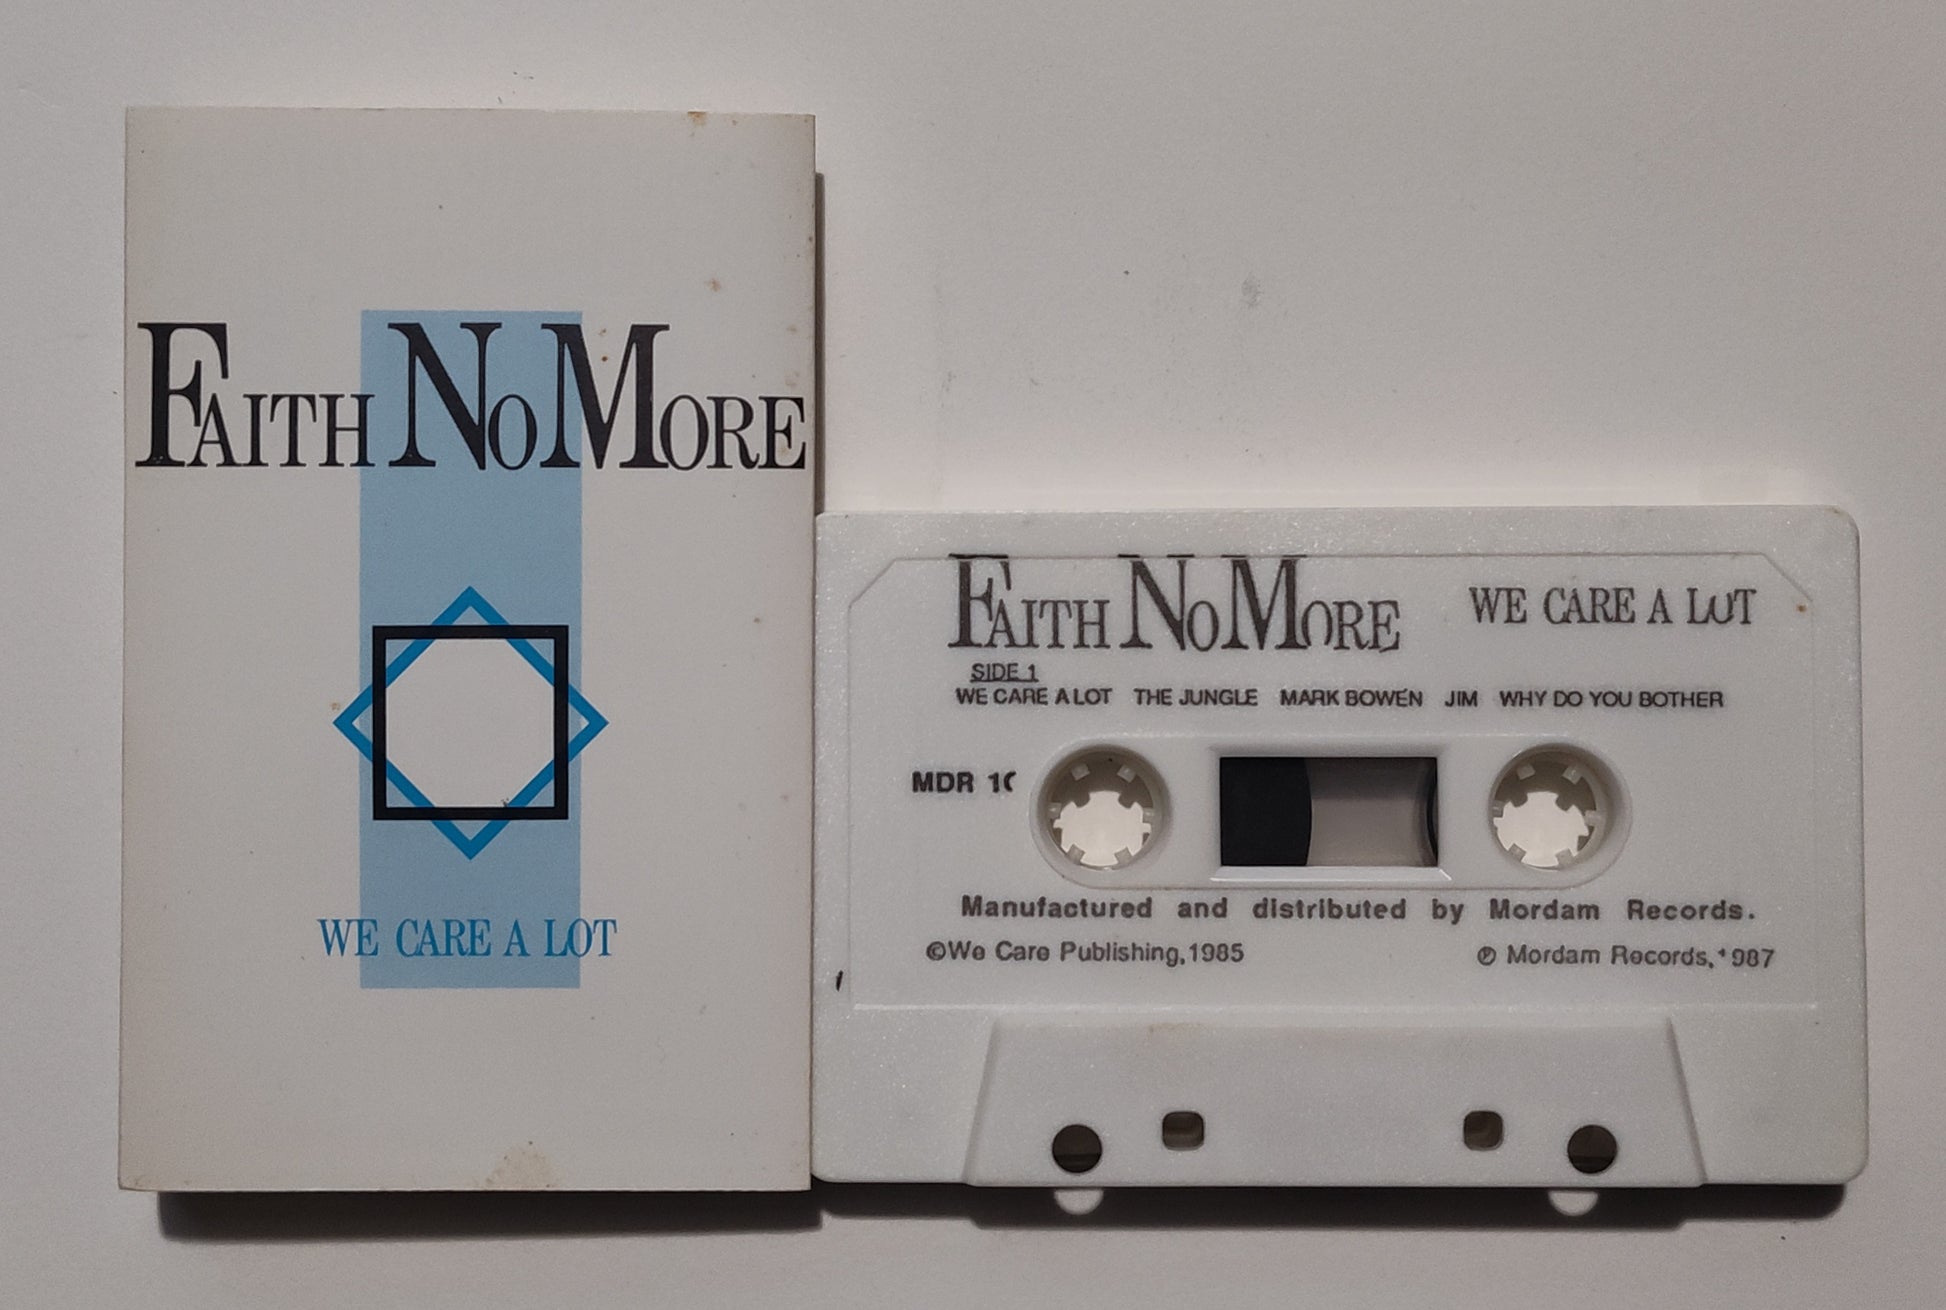 FAITH NO MORE
WE CARE A LOT
FAITH NO MORE WE CARE A LOT
SIDE 1
WE CARE A LOT THE JUNGLE MARK BOWEN JIM WHY DO YOU BOTHER
MDR
Manufactured and distributed by Mordam Records.
©We Care Publishing,1985
℗ Mordam Records,1987